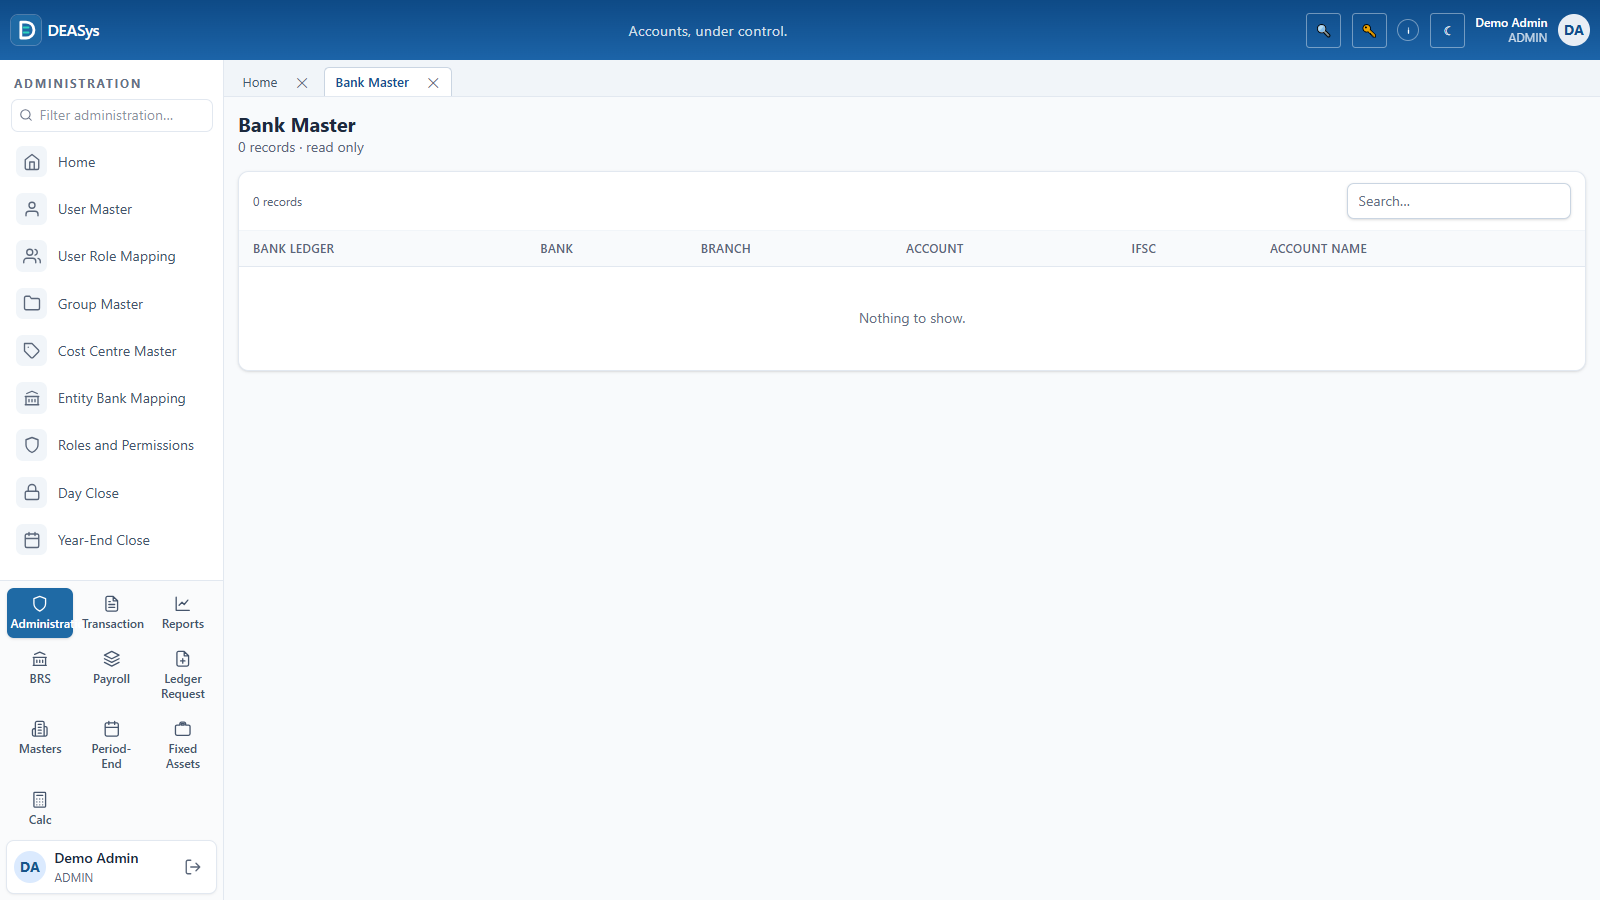 DEASys
Accounts, under control.
Demo Admin
ADMIN
DA
ADMINISTRATION
Filter administration...
Home
User Master
User Role Mapping
Group Master
Cost Centre Master
Entity Bank Mapping
Roles and Permissions
Day Close
Year-End Close
Administrat
Transaction
Reports
BRS
Payroll
Ledger
Request
Masters
Period-
End
Fixed
Assets
Calc
DA
Demo Admin
ADMIN
Home
Bank Master
Bank Master
0 records · read only
0 records
Search...
BANK LEDGER
BANK
BRANCH
ACCOUNT
IFSC
ACCOUNT NAME
Nothing to show.